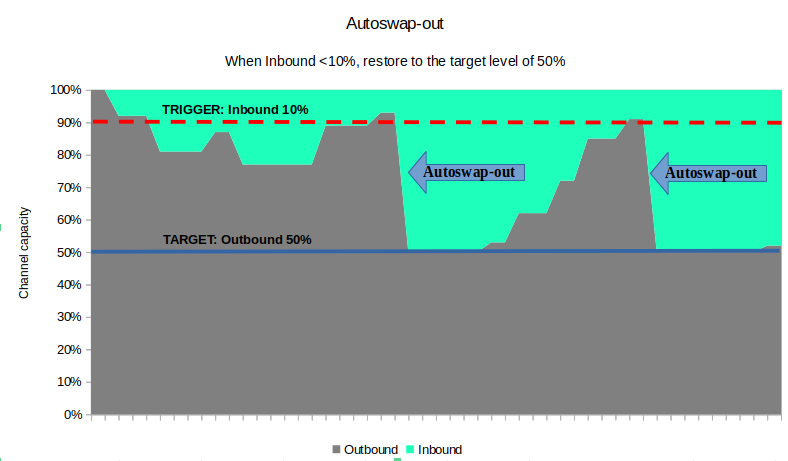 Autoswap-out
When Inbound <10%, restore to the target level of 50%
100%
TRIGGER: Inbound 10%
90%
80%
Autoswap-out
Autoswap-out
70%
60%
TARGET: Outbound 50%
50%
40%
30%
20%
10%
0%
Channel capacity
Outbound Inbound